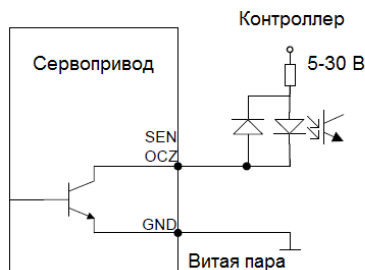 Контроллер
5-30 В
Сервопривод
SEN
OCZ
GND
Витая пара